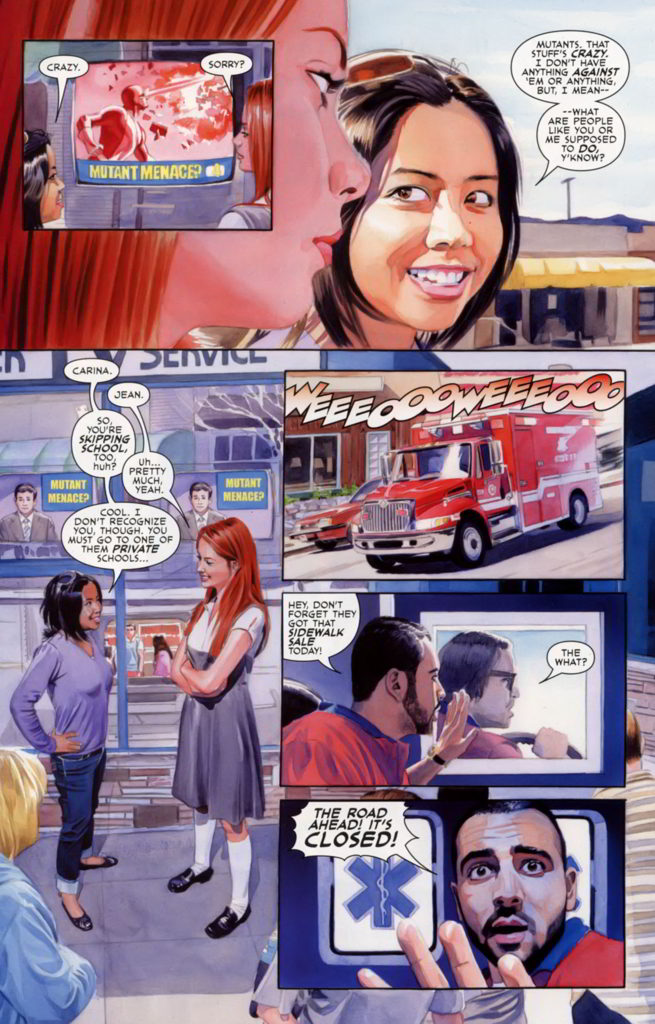 CRAZY.
SORRY?
MUTANT MENACE?
MUTANTS. THAT
STUFF'S CRAZY.
I DON'T HAVE
ANYTHING AGAINST
'EM OR ANYTHING.
BUT, I MEAN--
--WHAT
ARE PEOPLE
LIKE YOU OR
ME SUPPOSED
TO DO,
Y'KNOW?
SERVICE
CARINA.
JEAN.
SO,
YOU'RE
SKIPPING
SCHOOL,
TOO,
huh?
uh...
PRETTY
MUCH,
YEAH.
MUTANT
MENACE?
MUTANT
MENACE?
COOL. I
DON'T RECOGNIZE
YOU, THOUGH. YOU
MUST GO TO ONE OF
THEM PRIVATE
SCHOOLS...
WEEEOOOOWEEEEOOO
HEY, DON'T
FORGET THEY
GOT THAT
SIDEWALK
SALE
TODAY!
THE
WHAT?
THE ROAD
AHEAD! IT'S
CLOSED!